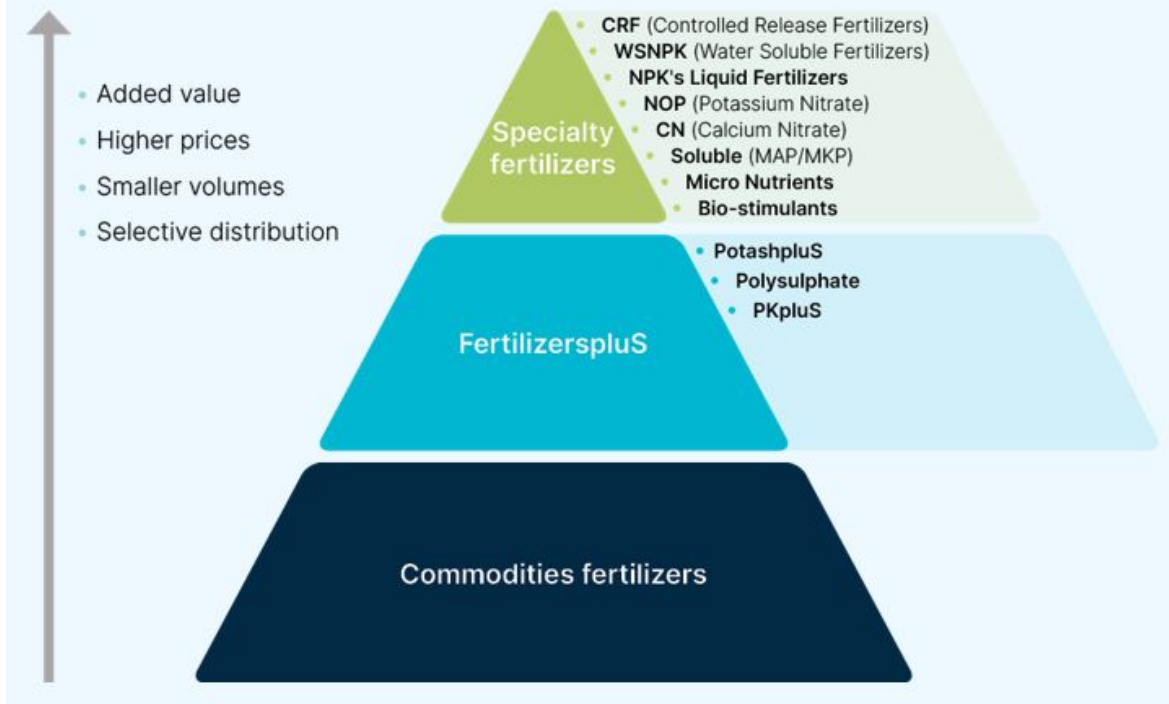 Added value
Higher prices
Smaller volumes
Selective distribution
Specialty
fertilizers
CRF (Controlled Release Fertilizers)
WSNPK (Water Soluble Fertilizers)
NPK's Liquid Fertilizers
NOP (Potassium Nitrate)
CN (Calcium Nitrate)
Soluble (MAP/MKP)
Micro Nutrients
Bio-stimulants
FertilizerspluS
PotashpluS
Polysulphate
PKpluS
Commodities fertilizers